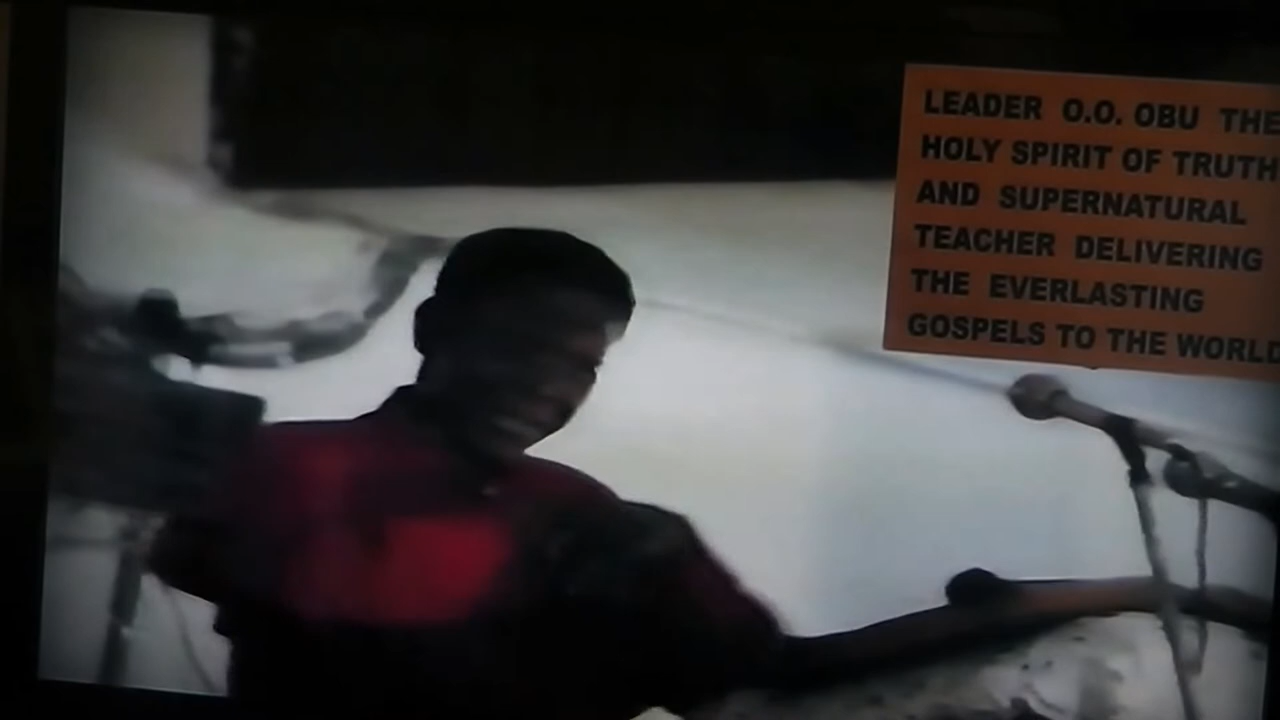 LEADER O.O. OBU THE
HOLY SPIRIT OF TRUTH
AND SUPERNATURAL
TEACHER DELIVERING
THE EVERLASTING
GOSPELS TO THE WORLD